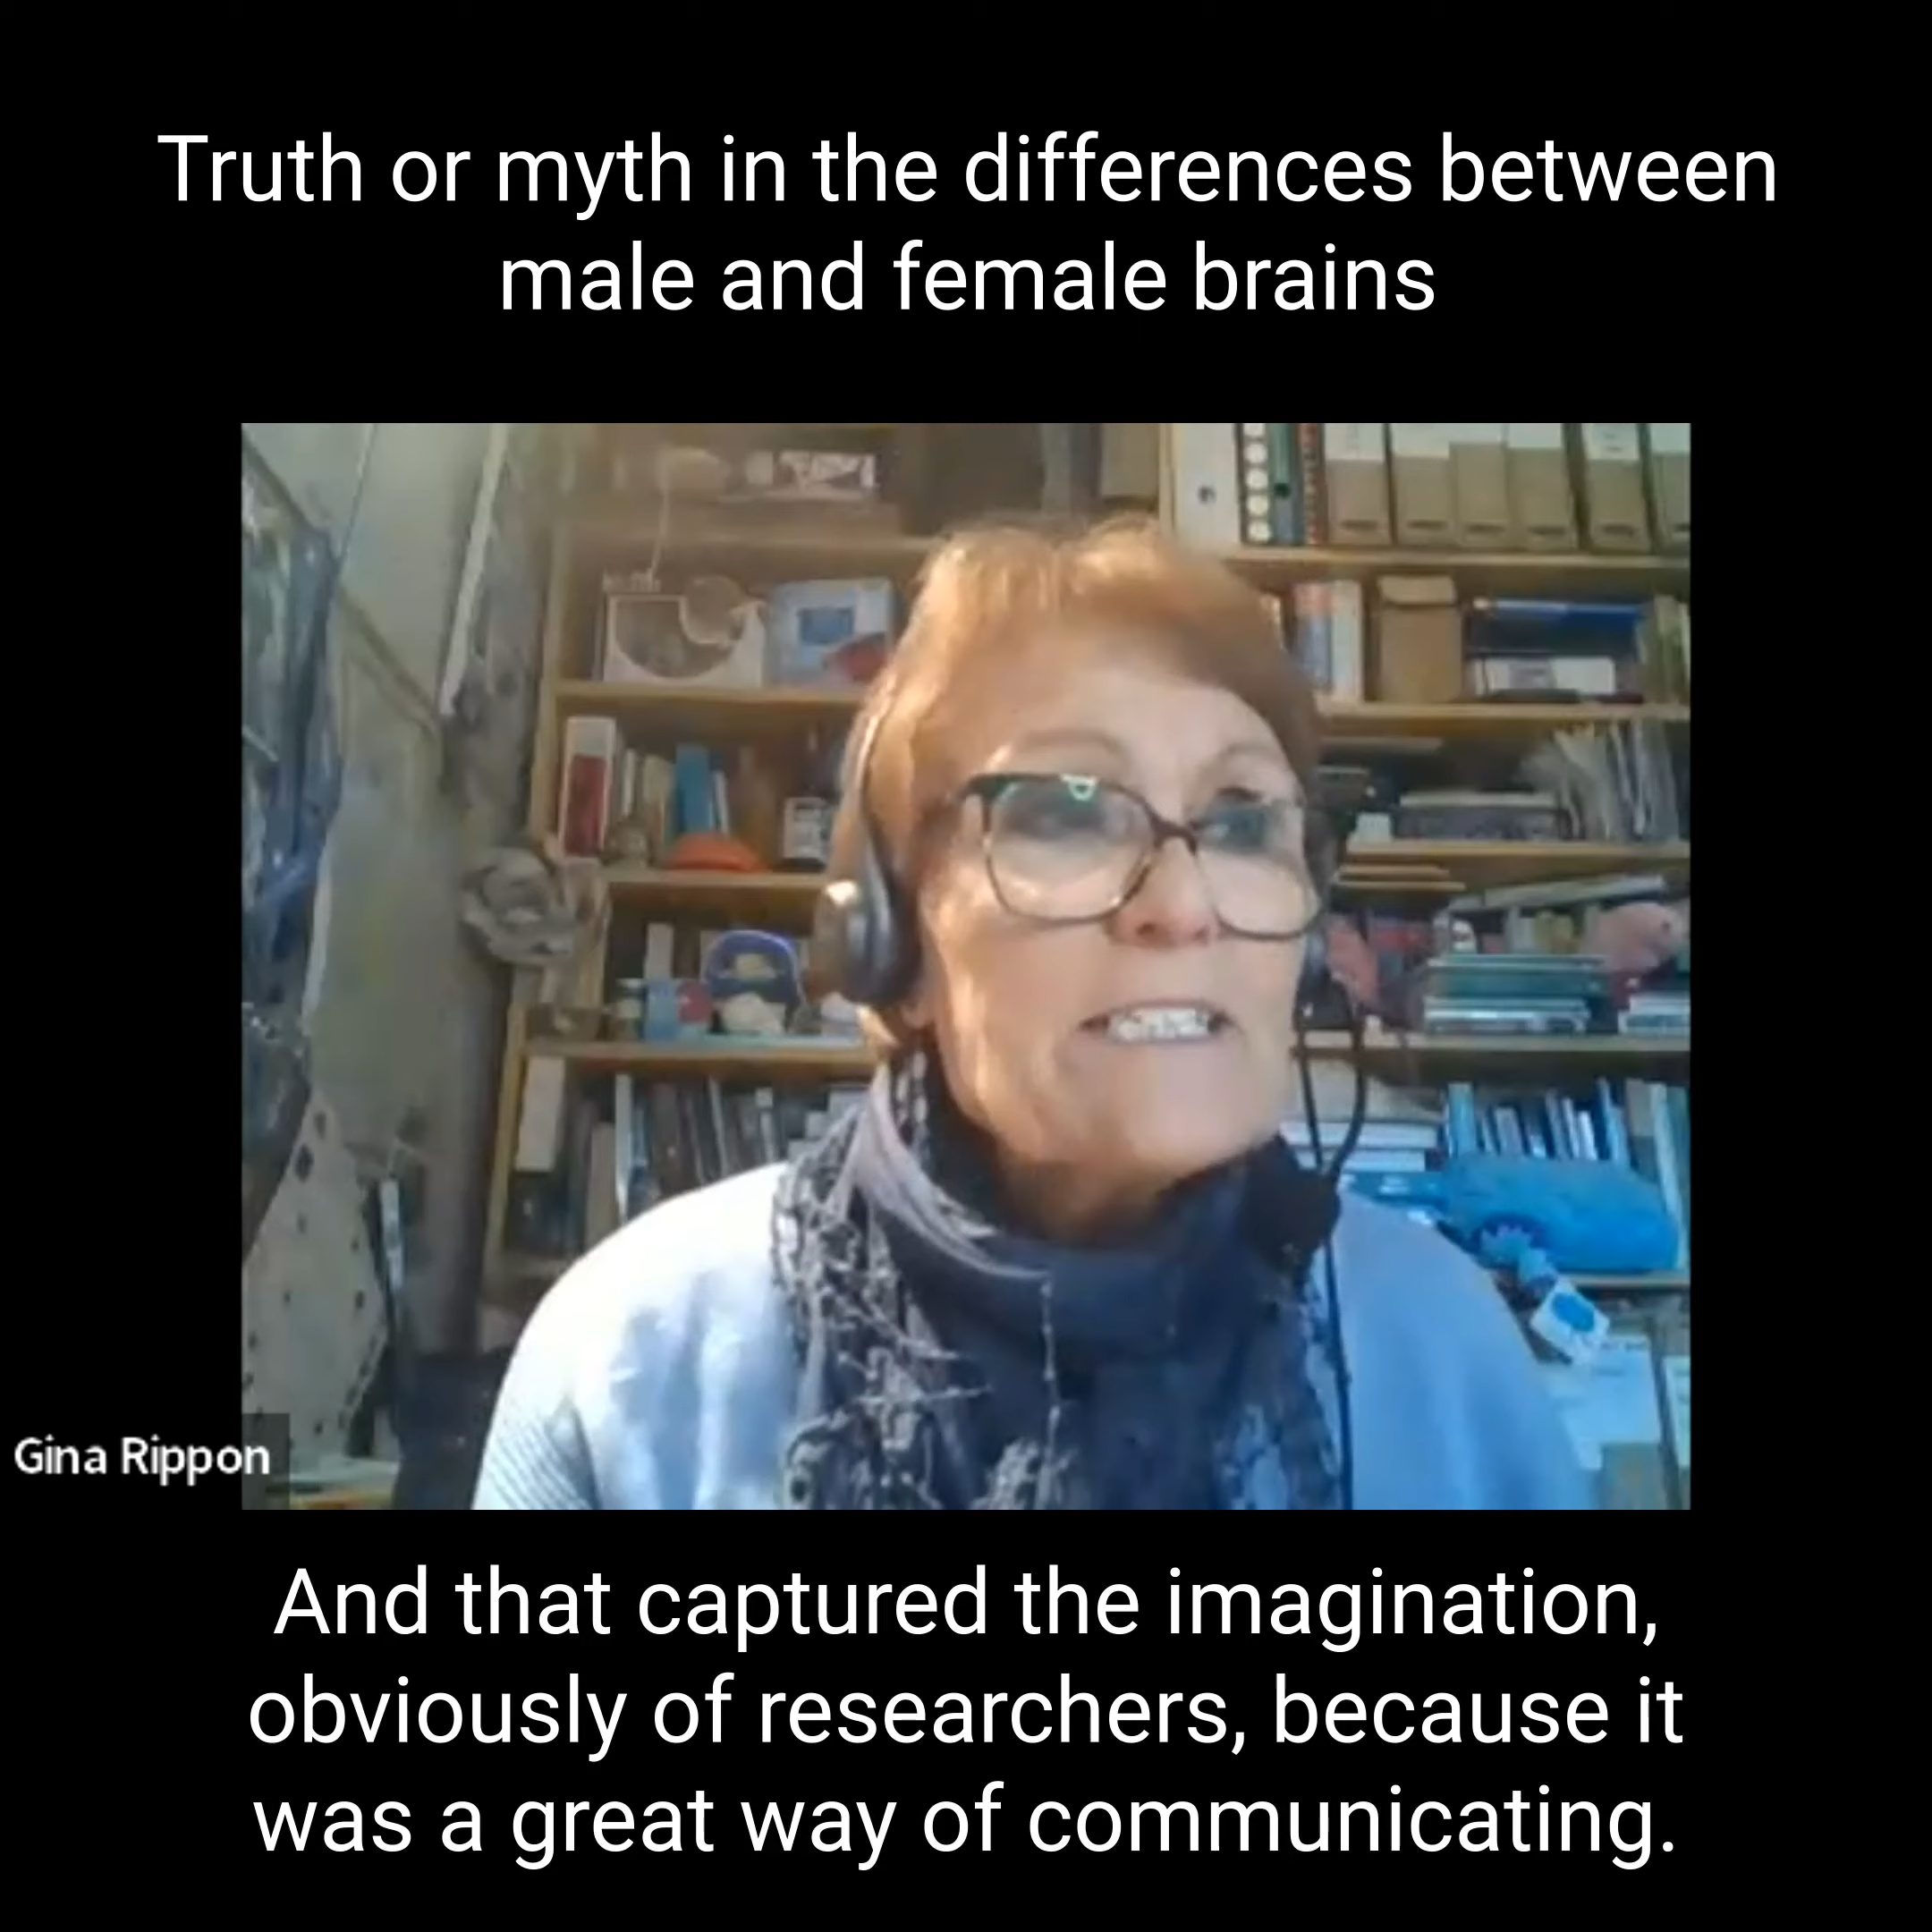 Truth or myth in the differences between
male and female brains
Gina Rippon
And that captured the imagination,
obviously of researchers, because it
was a great way of communicating.